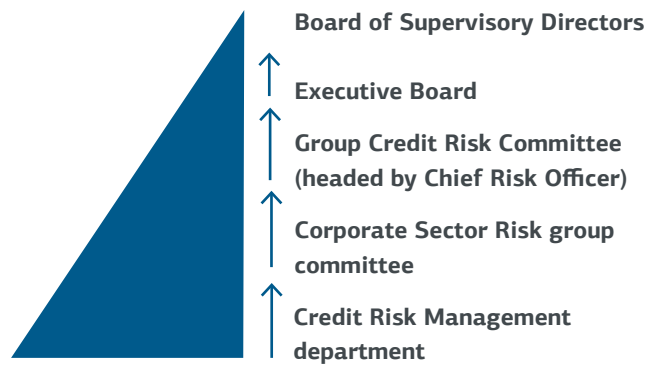 Board of Supervisory Directors
Executive Board
Group Credit Risk Committee
(headed by Chief Risk Officer)
Corporate Sector Risk group
committee
Credit Risk Management
department